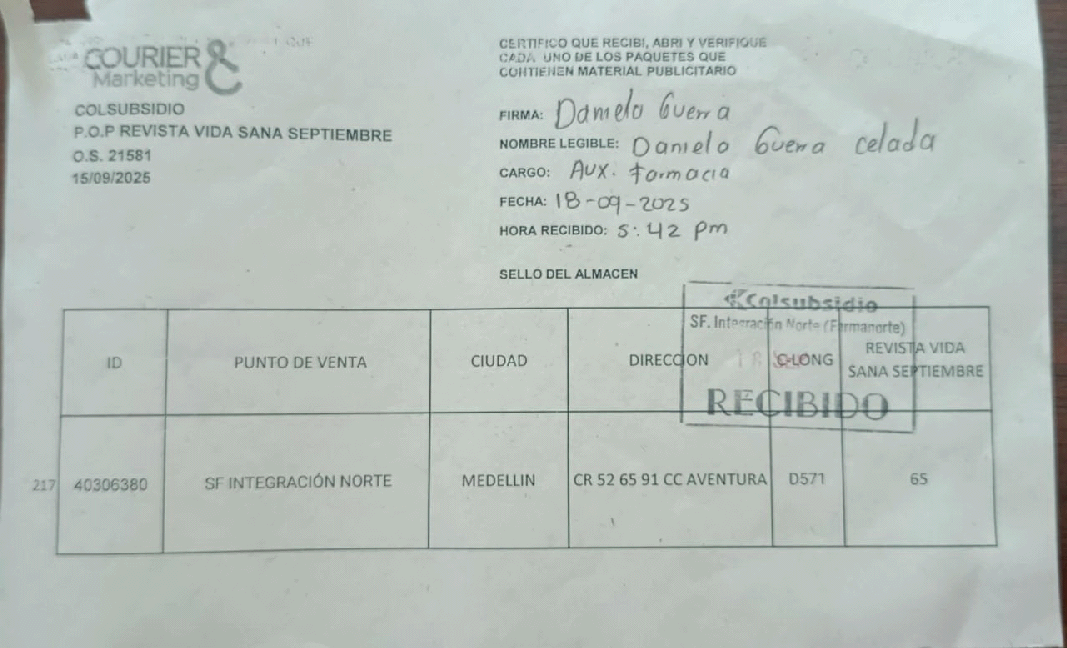 COURIER &
Marketing
COLSUBSIDIO
P.O.P REVISTA VIDA SANA SEPTIEMBRE
O.S. 21581
15/09/2025
CERTIFICO QUE RECIBI, ABRI Y VERIFIQUE
CADA UNO DE LOS PAQUETES QUE
CONTIENEN MATERIAL PUBLICITARIO
FIRMA: Daniela Guerra
NOMBRE LEGIBLE: Daniela Guerra celada
CARGO: Aux. farmacia
FECHA: 18-09-2025
HORA RECIBIDO: 5:42 pm
SELLO DEL ALMACEN
Colsubsidio
SF. Integración Norte (Farmanorte)
18
RECIBIDO
ID PUNTO DE VENTA CIUDAD DIRECCION C-LONG REVISTA VIDA SANA SEPTIEMBRE
217 40306380 SF INTEGRACIÓN NORTE MEDELLIN CR 52 65 91 CC AVENTURA D571 65